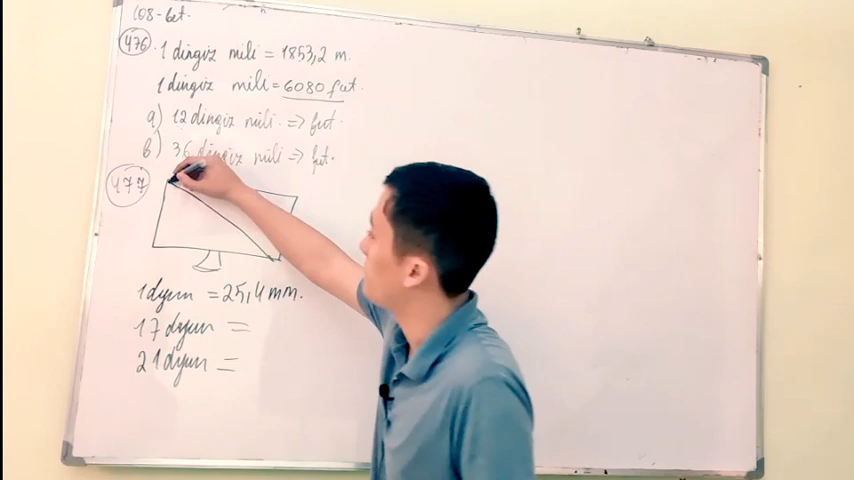 108-bet.
476. 1 dingiz mili = 1853,2 m.
1 dingiz mili = 6080 fut.
a) 12 dingiz mili => fut.
b) 36 dingiz mili => fut.
477
1 dyum = 25,4 mm.
17 dyum =
21 dyum =